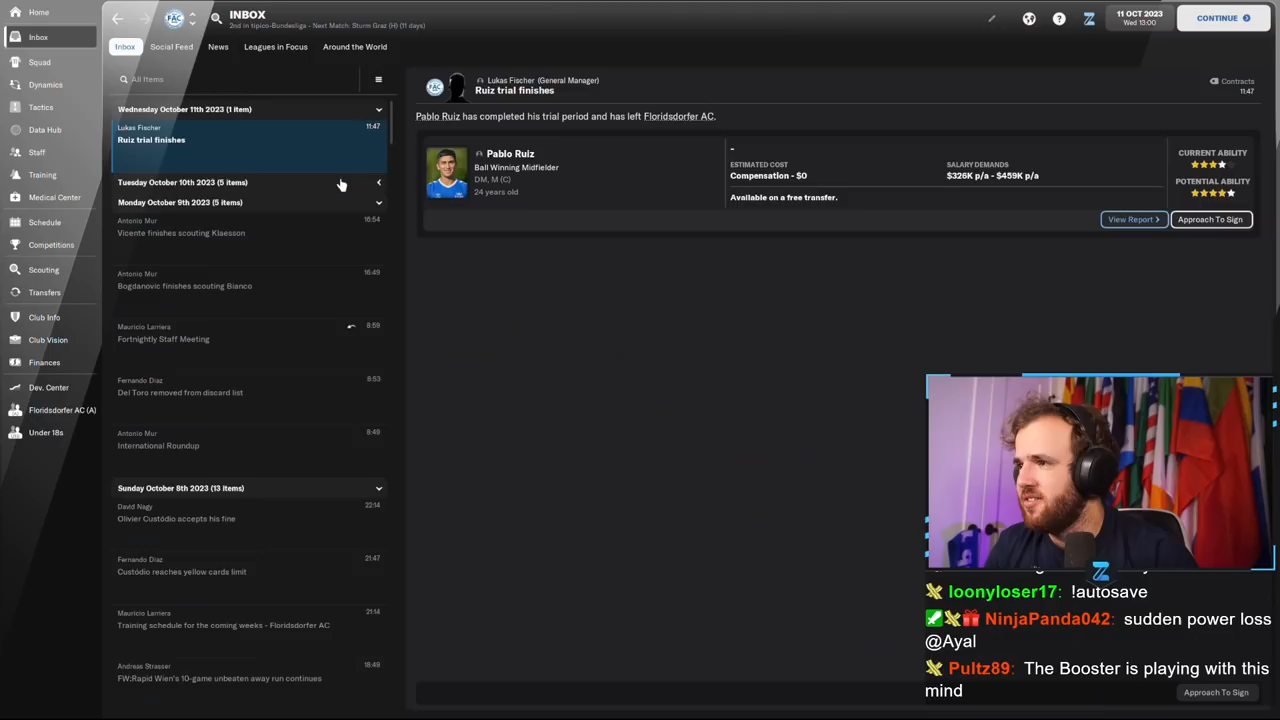 Home
Inbox
Squad
Dynamics
Tactics
Data Hub
Staff
Training
Medical Center
Schedule
Competitions
Scouting
Transfers
Club Info
Club Vision
Finances
Dev. Center
Floridsdorfer AC (A)
Under 18s
FAC
INBOX
2nd in tipico-Bundesliga - Next Match: Sturm Graz (H) (11 days)
11 OCT 2023
Wed 13:00
CONTINUE
Inbox
Social Feed
News
Leagues in Focus
Around the World
All Items
Wednesday October 11th 2023 (1 item)
Lukas Fischer
11:47
Ruiz trial finishes
Tuesday October 10th 2023 (5 items)
Monday October 9th 2023 (5 items)
Antonio Mur
16:54
Vicente finishes scouting Klaesson
Antonio Mur
16:49
Bogdanovic finishes scouting Bianco
Mauricio Larriera
8:59
Fortnightly Staff Meeting
Fernando Diaz
8:53
Del Toro removed from discard list
Antonio Mur
8:49
International Roundup
Sunday October 8th 2023 (13 items)
David Nagy
22:14
Olivier Custódio accepts his fine
Fernando Diaz
21:47
Custódio reaches yellow cards limit
Mauricio Larriera
21:14
Training schedule for the coming weeks - Floridsdorfer AC
Andreas Strasser
18:49
FW:Rapid Wien's 10-game unbeaten away run continues
FAC
Lukas Fischer (General Manager)
Ruiz trial finishes
Contracts
11:47
Pablo Ruiz has completed his trial period and has left Floridsdorfer AC.
Pablo Ruiz
Ball Winning Midfielder
DM, M (C)
24 years old
-
ESTIMATED COST
Compensation - $0
SALARY DEMANDS
$326K p/a - $459K p/a
Available on a free transfer.
CURRENT ABILITY
POTENTIAL ABILITY
View Report
Approach To Sign
loonyloser17: !autosave
NinjaPanda042: sudden power loss
@Ayal
Pultz89: The Booster is playing with this
mind
Approach To Sign